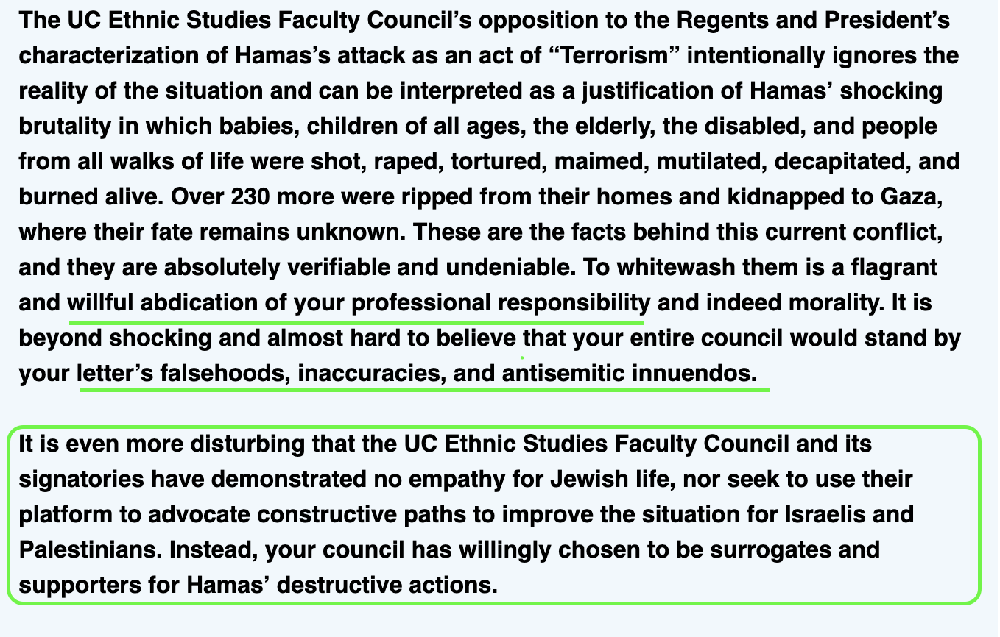 The UC Ethnic Studies Faculty Council’s opposition to the Regents and President’s
characterization of Hamas’s attack as an act of “Terrorism” intentionally ignores the
reality of the situation and can be interpreted as a justification of Hamas’ shocking
brutality in which babies, children of all ages, the elderly, the disabled, and people
from all walks of life were shot, raped, tortured, maimed, mutilated, decapitated, and
burned alive. Over 230 more were ripped from their homes and kidnapped to Gaza,
where their fate remains unknown. These are the facts behind this current conflict,
and they are absolutely verifiable and undeniable. To whitewash them is a flagrant
and willful abdication of your professional responsibility and indeed morality. It is
beyond shocking and almost hard to believe that your entire council would stand by
your letter’s falsehoods, inaccuracies, and antisemitic innuendos.
It is even more disturbing that the UC Ethnic Studies Faculty Council and its
signatories have demonstrated no empathy for Jewish life, nor seek to use their
platform to advocate constructive paths to improve the situation for Israelis and
Palestinians. Instead, your council has willingly chosen to be surrogates and
supporters for Hamas’ destructive actions.